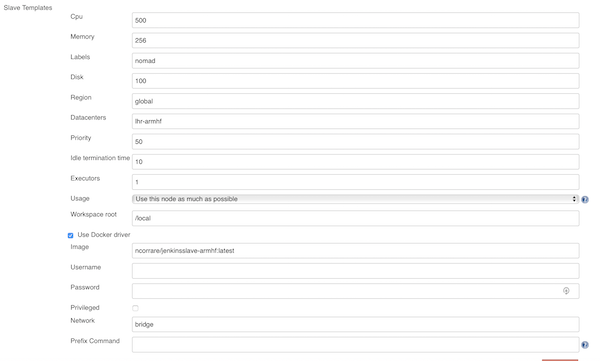 Slave Templates
Cpu 500
Memory 256
Labels nomad
Disk 100
Region global
Datacenters lhr-armhf
Priority 50
Idle termination time 10
Executors 1
Usage Use this node as much as possible
Workspace root /local
Use Docker driver
Image ncorrare/jenkinsslave-armhf:latest
Username
Password
Privileged
Network bridge
Prefix Command